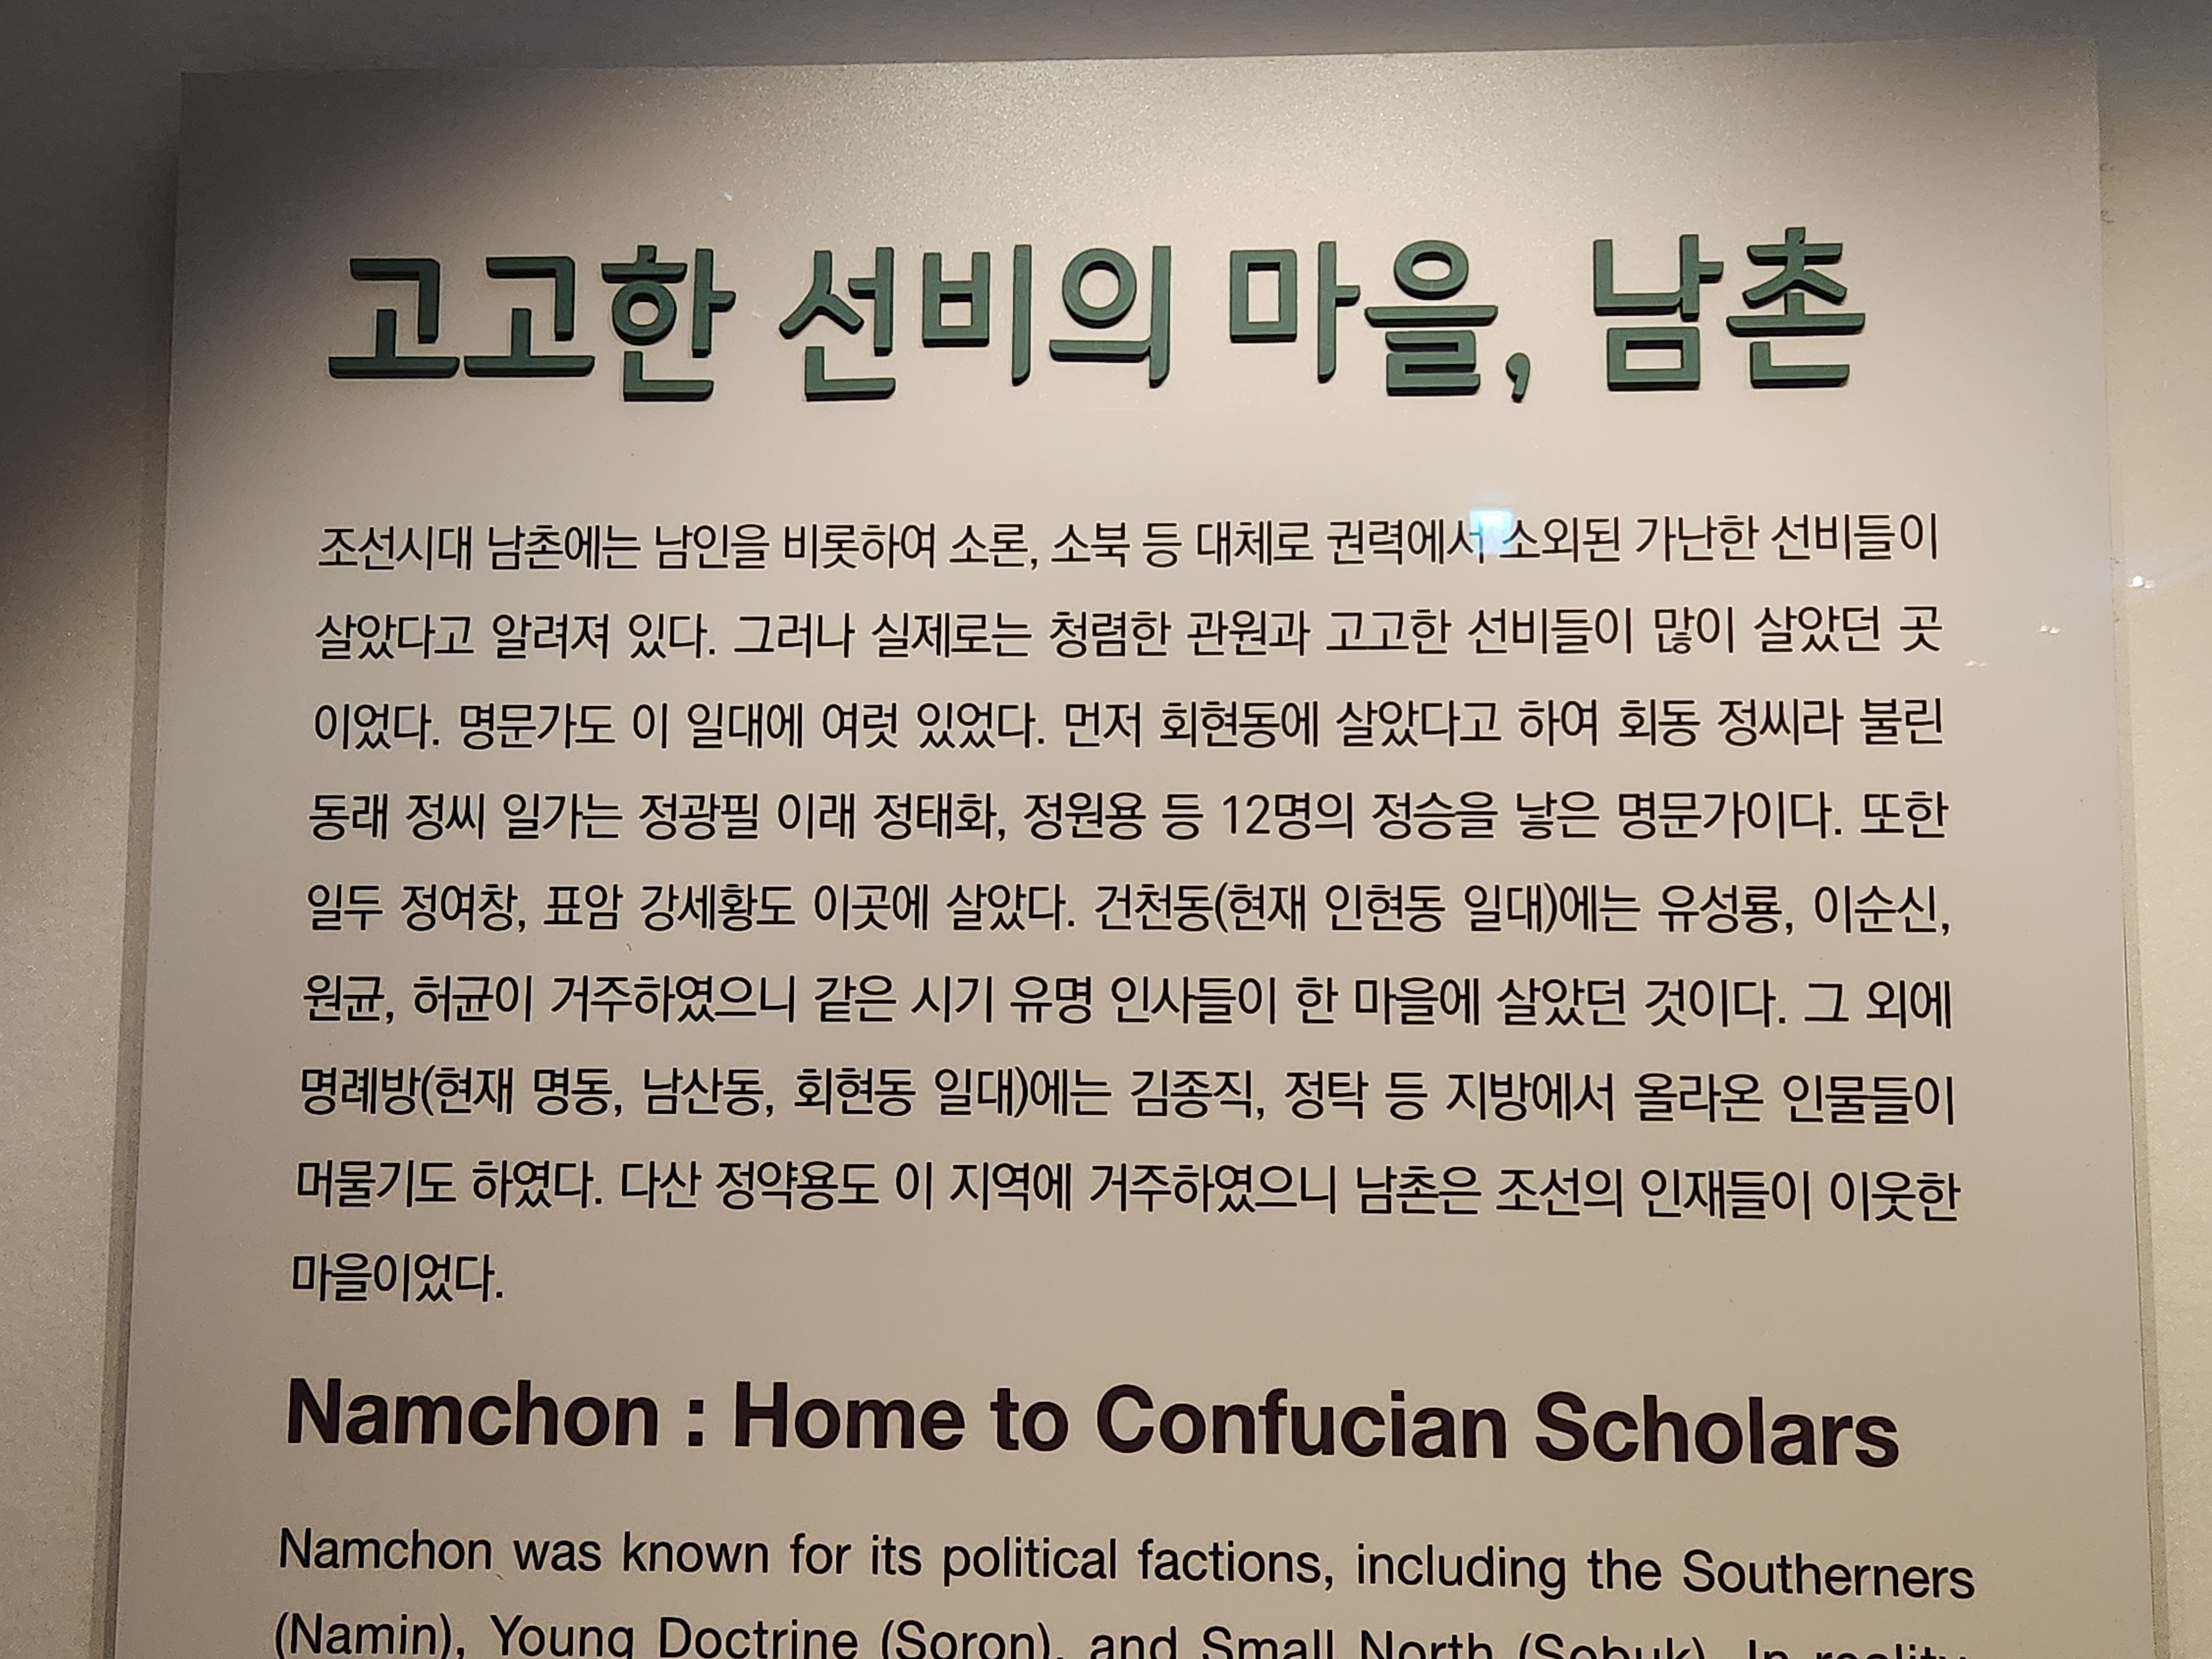 고고한 선비의 마을, 남촌
조선시대 남촌에는 남인을 비롯하여 소론, 소북 등 대체로 권력에서 소외된 가난한 선비들이
살았다고 알려져 있다. 그러나 실제로는 청렴한 관원과 고고한 선비들이 많이 살았던 곳
이었다. 명문가도 이 일대에 여럿 있었다. 먼저 회현동에 살았다고 하여 회동 정씨라 불린
동래 정씨 일가는 정광필 이래 정태화, 정원용 등 12명의 정승을 낳은 명문가이다. 또한
일두 정여창, 표암 강세황도 이곳에 살았다. 건천동(현재 인현동 일대)에는 유성룡, 이순신,
원균, 허균이 거주하였으니 같은 시기 유명 인사들이 한 마을에 살았던 것이다. 그 외에
명례방(현재 명동, 남산동, 회현동 일대)에는 김종직, 정탁 등 지방에서 올라온 인물들이
머물기도 하였다. 다산 정약용도 이 지역에 거주하였으니 남촌은 조선의 인재들이 이웃한
마을이었다.
Namchon : Home to Confucian Scholars
Namchon was known for its political factions, including the Southerners
(Namin), Young Doctrine (Soron), and Small North (Sobuk). In reality,